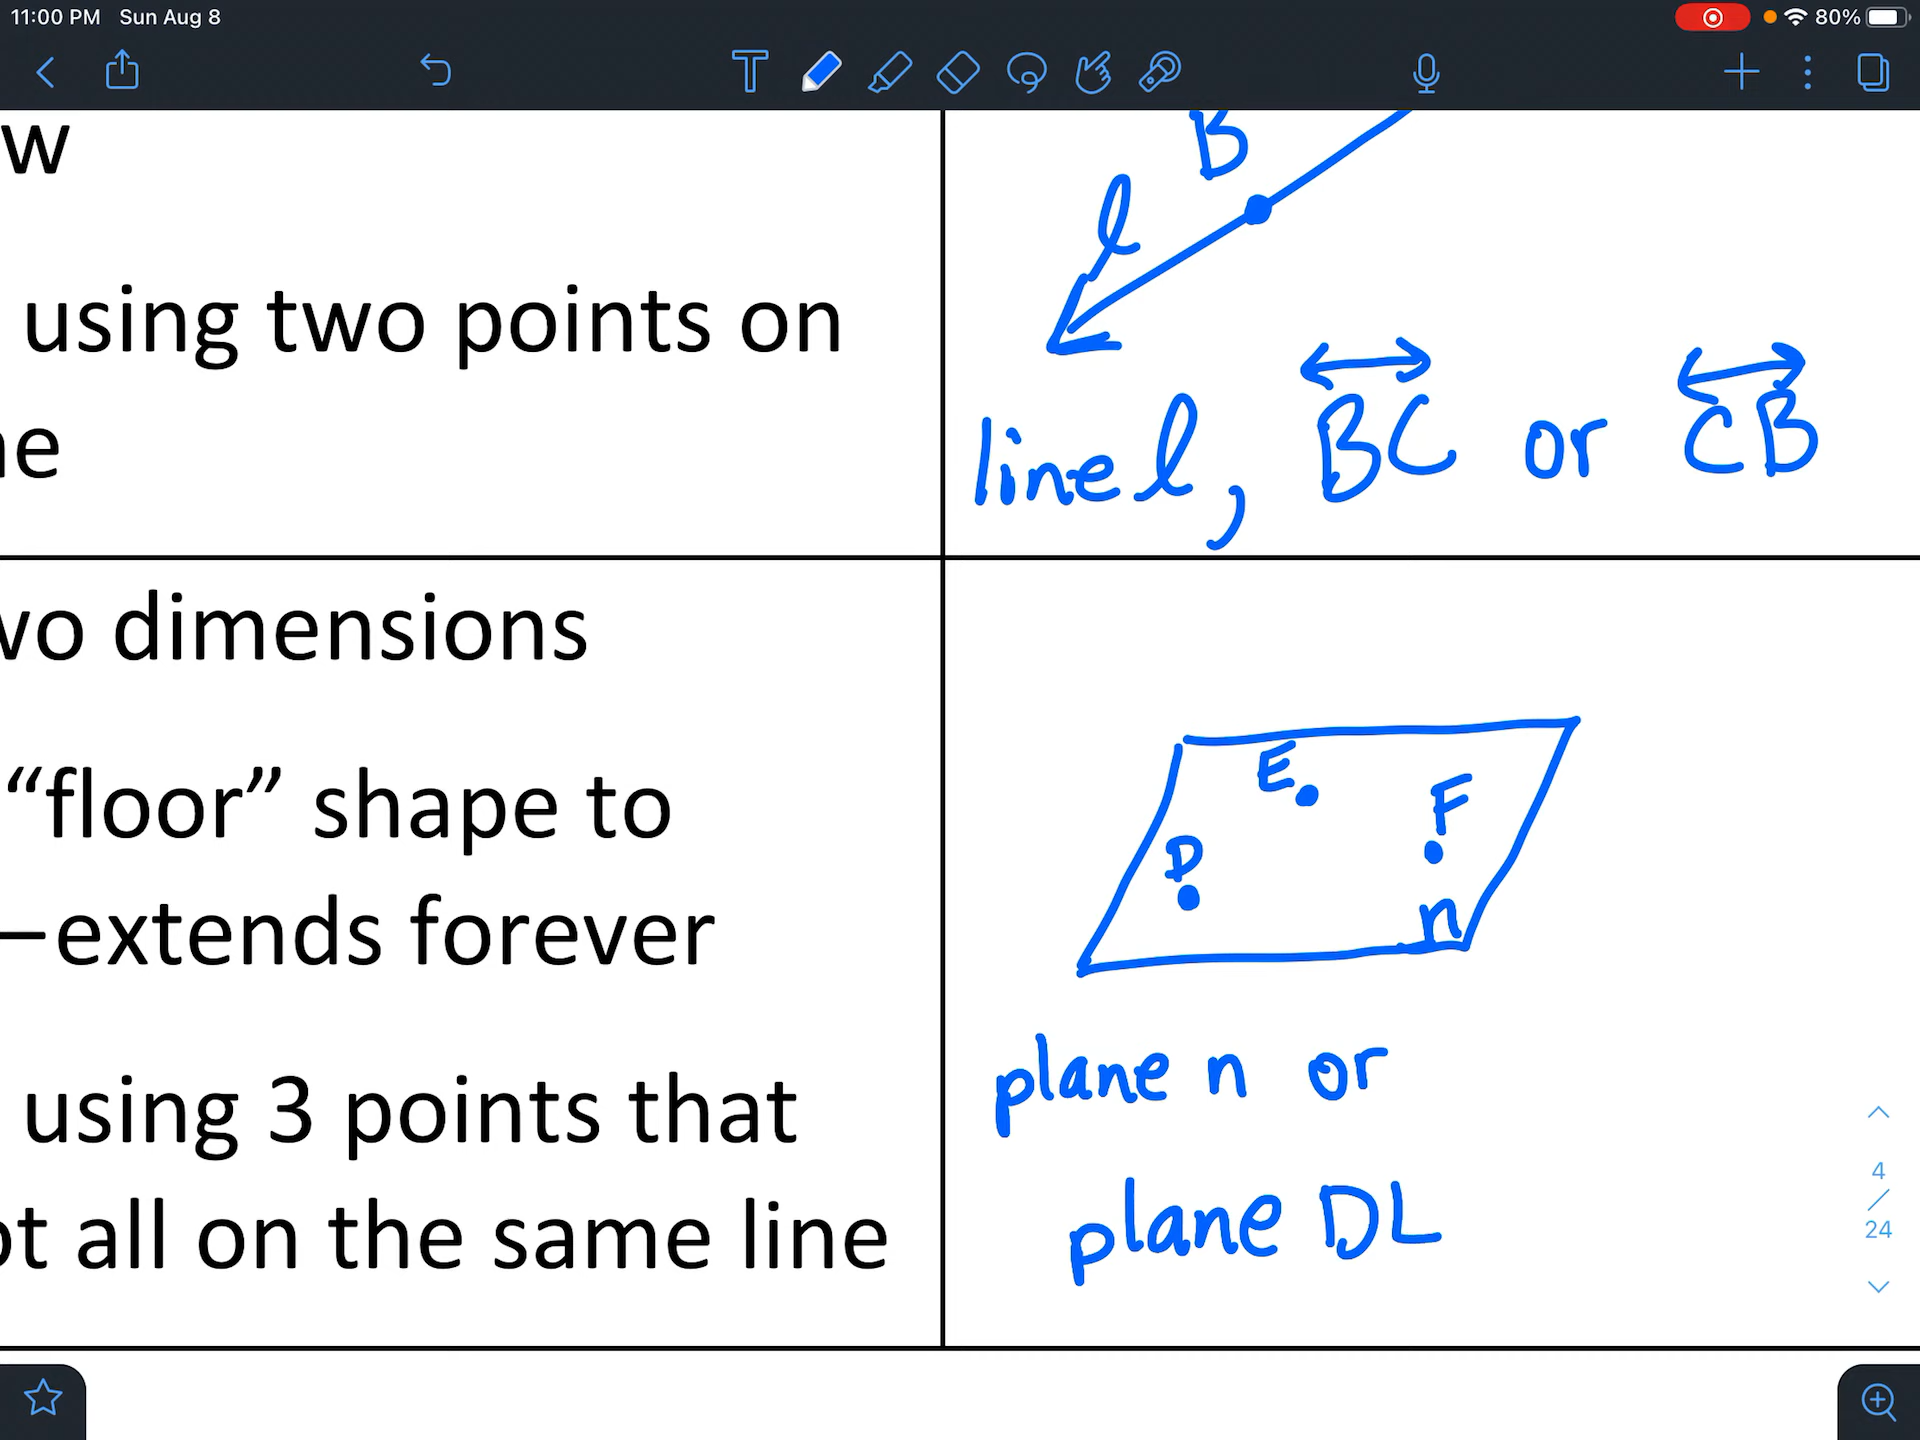 11:00 PM Sun Aug 8
80%
T
w
B
l
using two points on
ne
line l, BC or CB
wo dimensions
“floor” shape to
–extends forever
E
F
D
n
using 3 points that
ot all on the same line
plane n or
plane DL
4
/
24